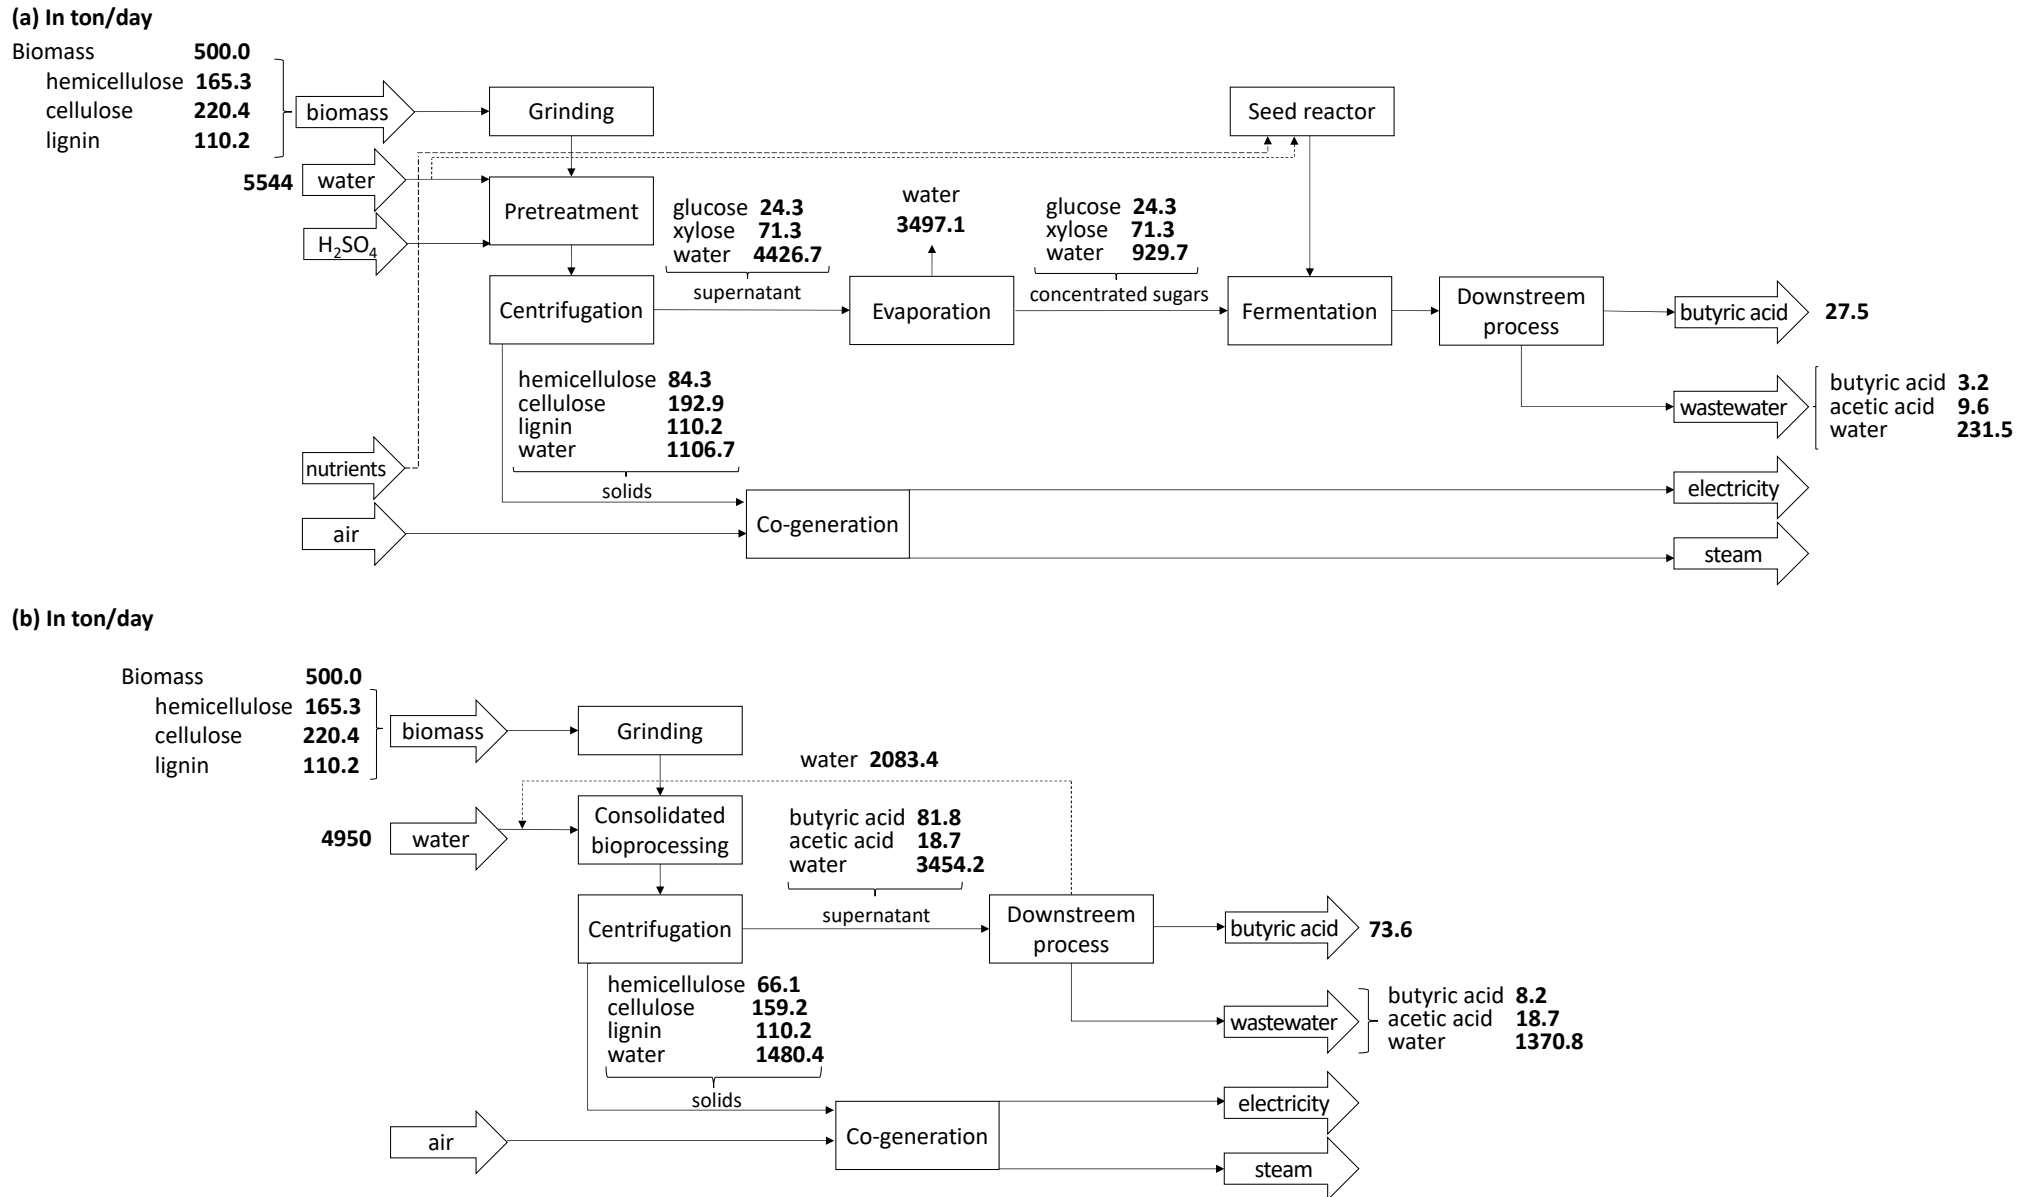 (a) In ton/day
Biomass 500.0
hemicellulose 165.3
cellulose 220.4
lignin 110.2
biomass
Grinding
Seed reactor
5544
water
H₂SO₄
Pretreatment
glucose 24.3
xylose 71.3
water 4426.7
supernatant
water
3497.1
glucose 24.3
xylose 71.3
water 929.7
concentrated sugars
Centrifugation
Evaporation
Fermentation
Downstreem
process
butyric acid
27.5
hemicellulose 84.3
cellulose 192.9
lignin 110.2
water 1106.7
solids
wastewater
butyric acid 3.2
acetic acid 9.6
water 231.5
nutrients
air
Co-generation
electricity
steam
(b) In ton/day
Biomass 500.0
hemicellulose 165.3
cellulose 220.4
lignin 110.2
biomass
Grinding
water 2083.4
4950
water
Consolidated
bioprocessing
butyric acid 81.8
acetic acid 18.7
water 3454.2
supernatant
Centrifugation
Downstreem
process
butyric acid
73.6
hemicellulose 66.1
cellulose 159.2
lignin 110.2
water 1480.4
solids
wastewater
butyric acid 8.2
acetic acid 18.7
water 1370.8
air
Co-generation
electricity
steam